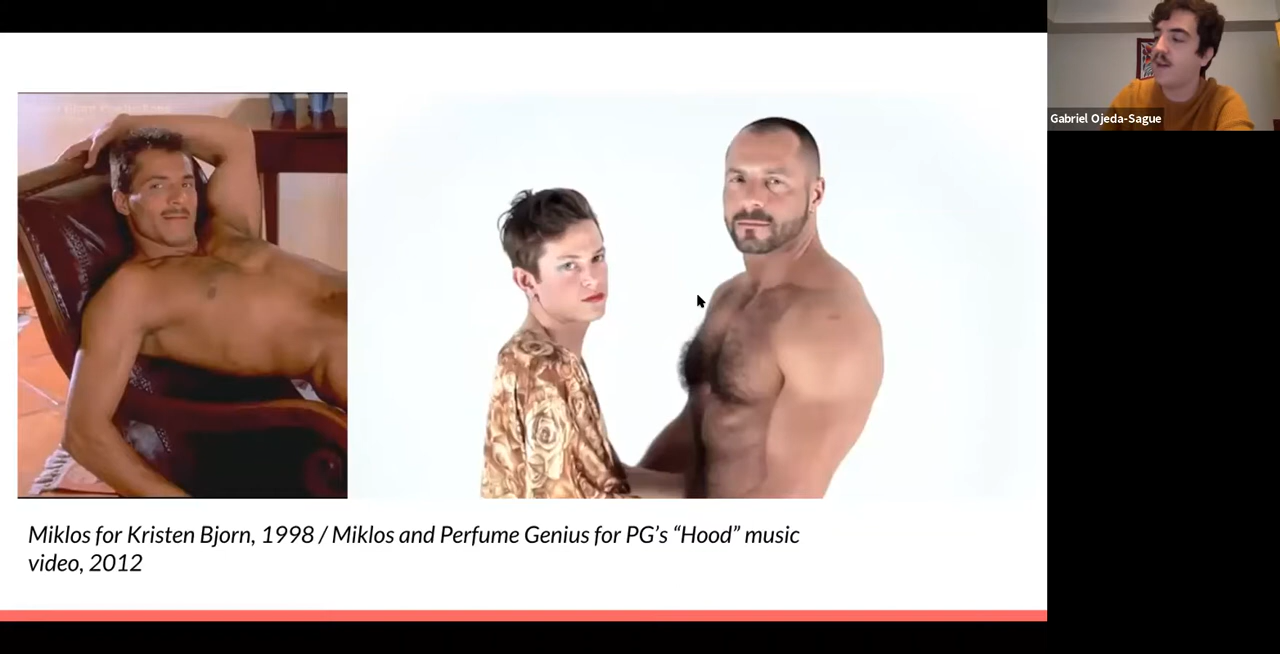 Gabriel Ojeda-Sague
Miklos for Kristen Bjorn, 1998 / Miklos and Perfume Genius for PG's “Hood” music
video, 2012